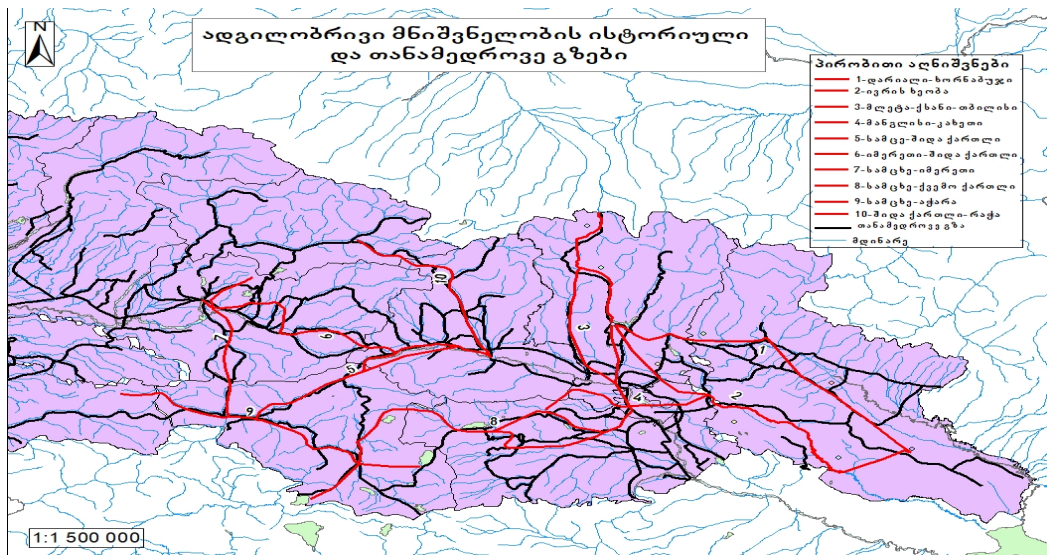 N
ადგილობრივი მნიშვნელობის ისტორიული
და თანამედროვე გზები
პირობითი აღნიშვნები
1-დარიალი-ხორნაბუჯი
2-ივრის ხეობა
3-მლეტა-ქსანი-თბილისი
4-მანგლისი-კახეთი
5-სამცე-შიდა ქართლი
6-იმერეთი-შიდა ქართლი
7-სამცხე-იმერეთი
8-სამცხე-ქვემო ქართლი
9-სამცხე-აჭარა
10-შიდა ქართლი-რაჭა
თანამედროვე გზა
მდინარე
10
3
7
6
5
1
9
8
4
2
1:1 500 000